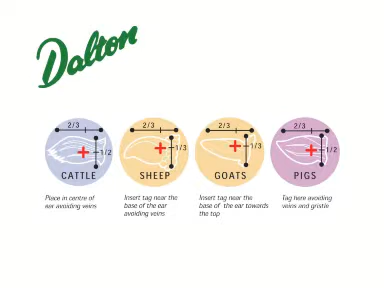 Dalton
2/3
1/2
CATTLE
Place in centre of
ear avoiding veins
2/3
1/3
SHEEP
Insert tag near the
base of the ear
avoiding veins
2/3
1/3
GOATS
Insert tag near the
base of the ear towards
the top
2/3
1/2
PIGS
Tag here avoiding
veins and gristle